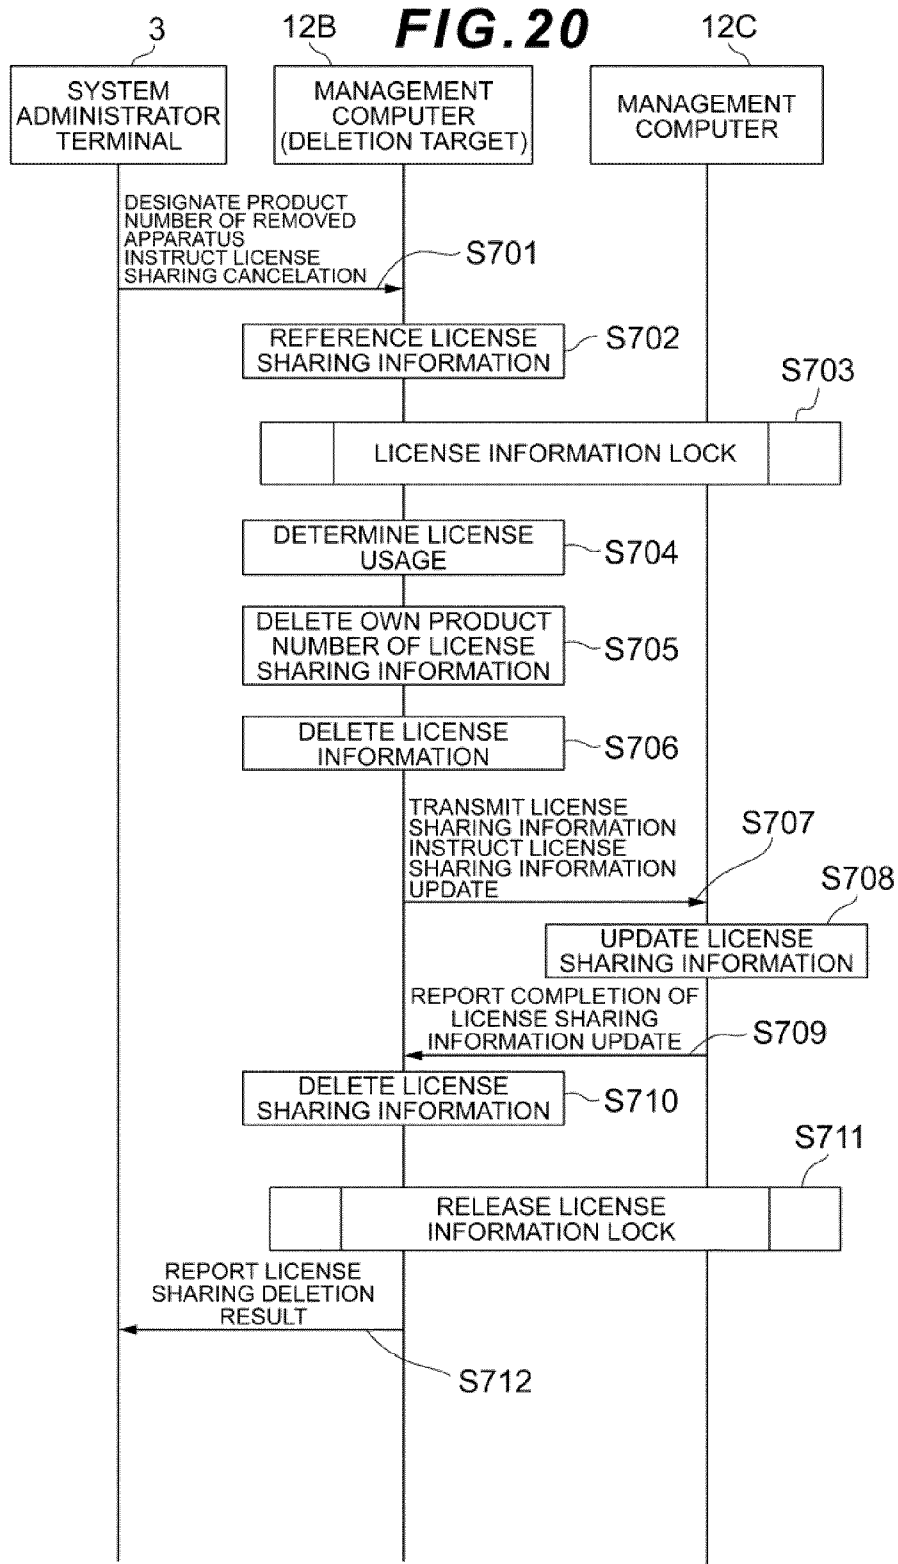 FIG.20
3
12B
12C
SYSTEM
ADMINISTRATOR
TERMINAL
MANAGEMENT
COMPUTER
(DELETION TARGET)
MANAGEMENT
COMPUTER
DESIGNATE PRODUCT
NUMBER OF REMOVED
APPARATUS
INSTRUCT LICENSE
SHARING CANCELATION
S701
REFERENCE LICENSE
SHARING INFORMATION
S702
S703
LICENSE INFORMATION LOCK
DETERMINE LICENSE
USAGE
S704
DELETE OWN PRODUCT
NUMBER OF LICENSE
SHARING INFORMATION
S705
DELETE LICENSE
INFORMATION
S706
TRANSMIT LICENSE
SHARING INFORMATION
INSTRUCT LICENSE
SHARING INFORMATION
UPDATE
S707
S708
UPDATE LICENSE
SHARING INFORMATION
REPORT COMPLETION OF
LICENSE SHARING
INFORMATION UPDATE
S709
DELETE LICENSE
SHARING INFORMATION
S710
S711
RELEASE LICENSE
INFORMATION LOCK
REPORT LICENSE
SHARING DELETION
RESULT
S712